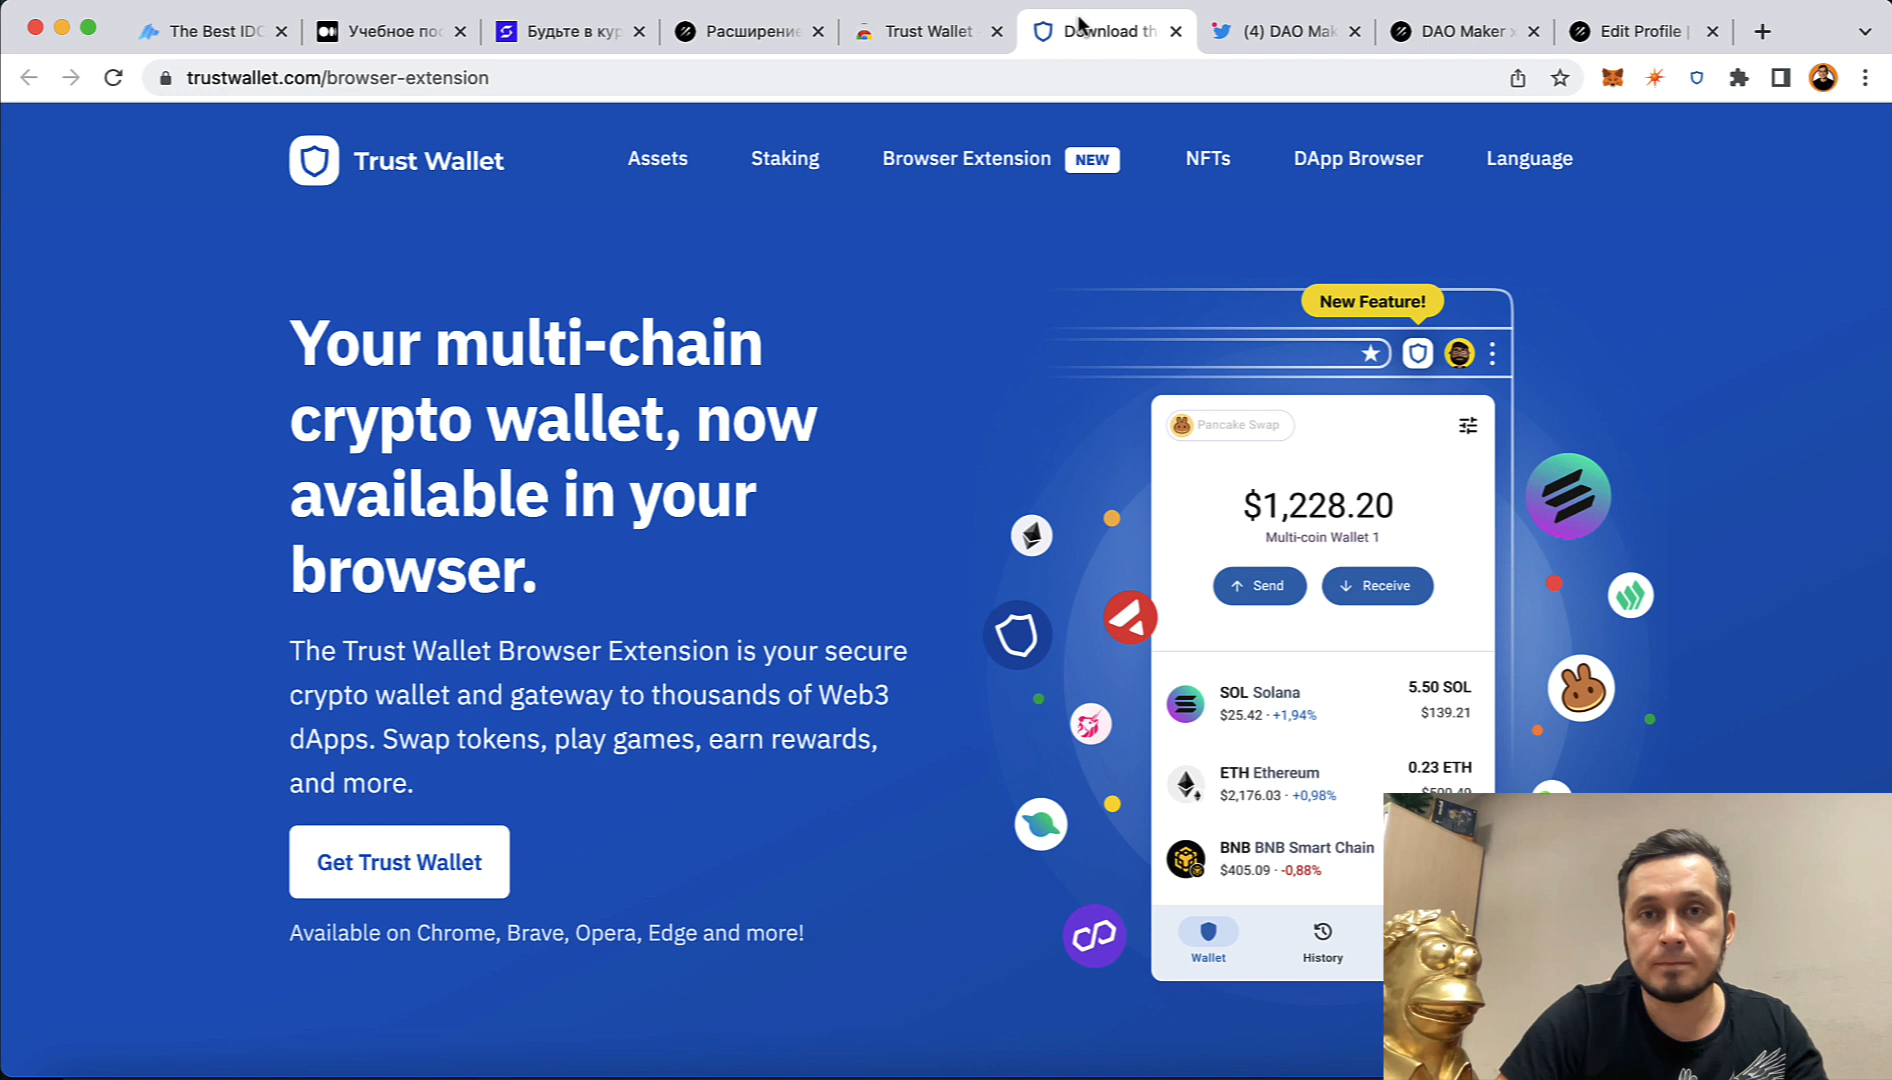 The Best IDO
Учебное по
Будьте в кур
Расширение
Trust Wallet
Download th
(4) DAO Mak
DAO Maker x
Edit Profile |
trustwallet.com/browser-extension
Trust Wallet
Assets
Staking
Browser Extension
NEW
NFTs
DApp Browser
Language
Your multi-chain
crypto wallet, now
available in your
browser.
The Trust Wallet Browser Extension is your secure
crypto wallet and gateway to thousands of Web3
dApps. Swap tokens, play games, earn rewards,
and more.
Get Trust Wallet
Available on Chrome, Brave, Opera, Edge and more!
New Feature!
Pancake Swap
$1,228.20
Multi-coin Wallet 1
Send
Receive
SOL Solana
5.50 SOL
$25.42 · +1,94%
$139.21
ETH Ethereum
0.23 ETH
$2,176.03 · +0,98%
BNB BNB Smart Chain
$405.09 · -0,88%
Wallet
History